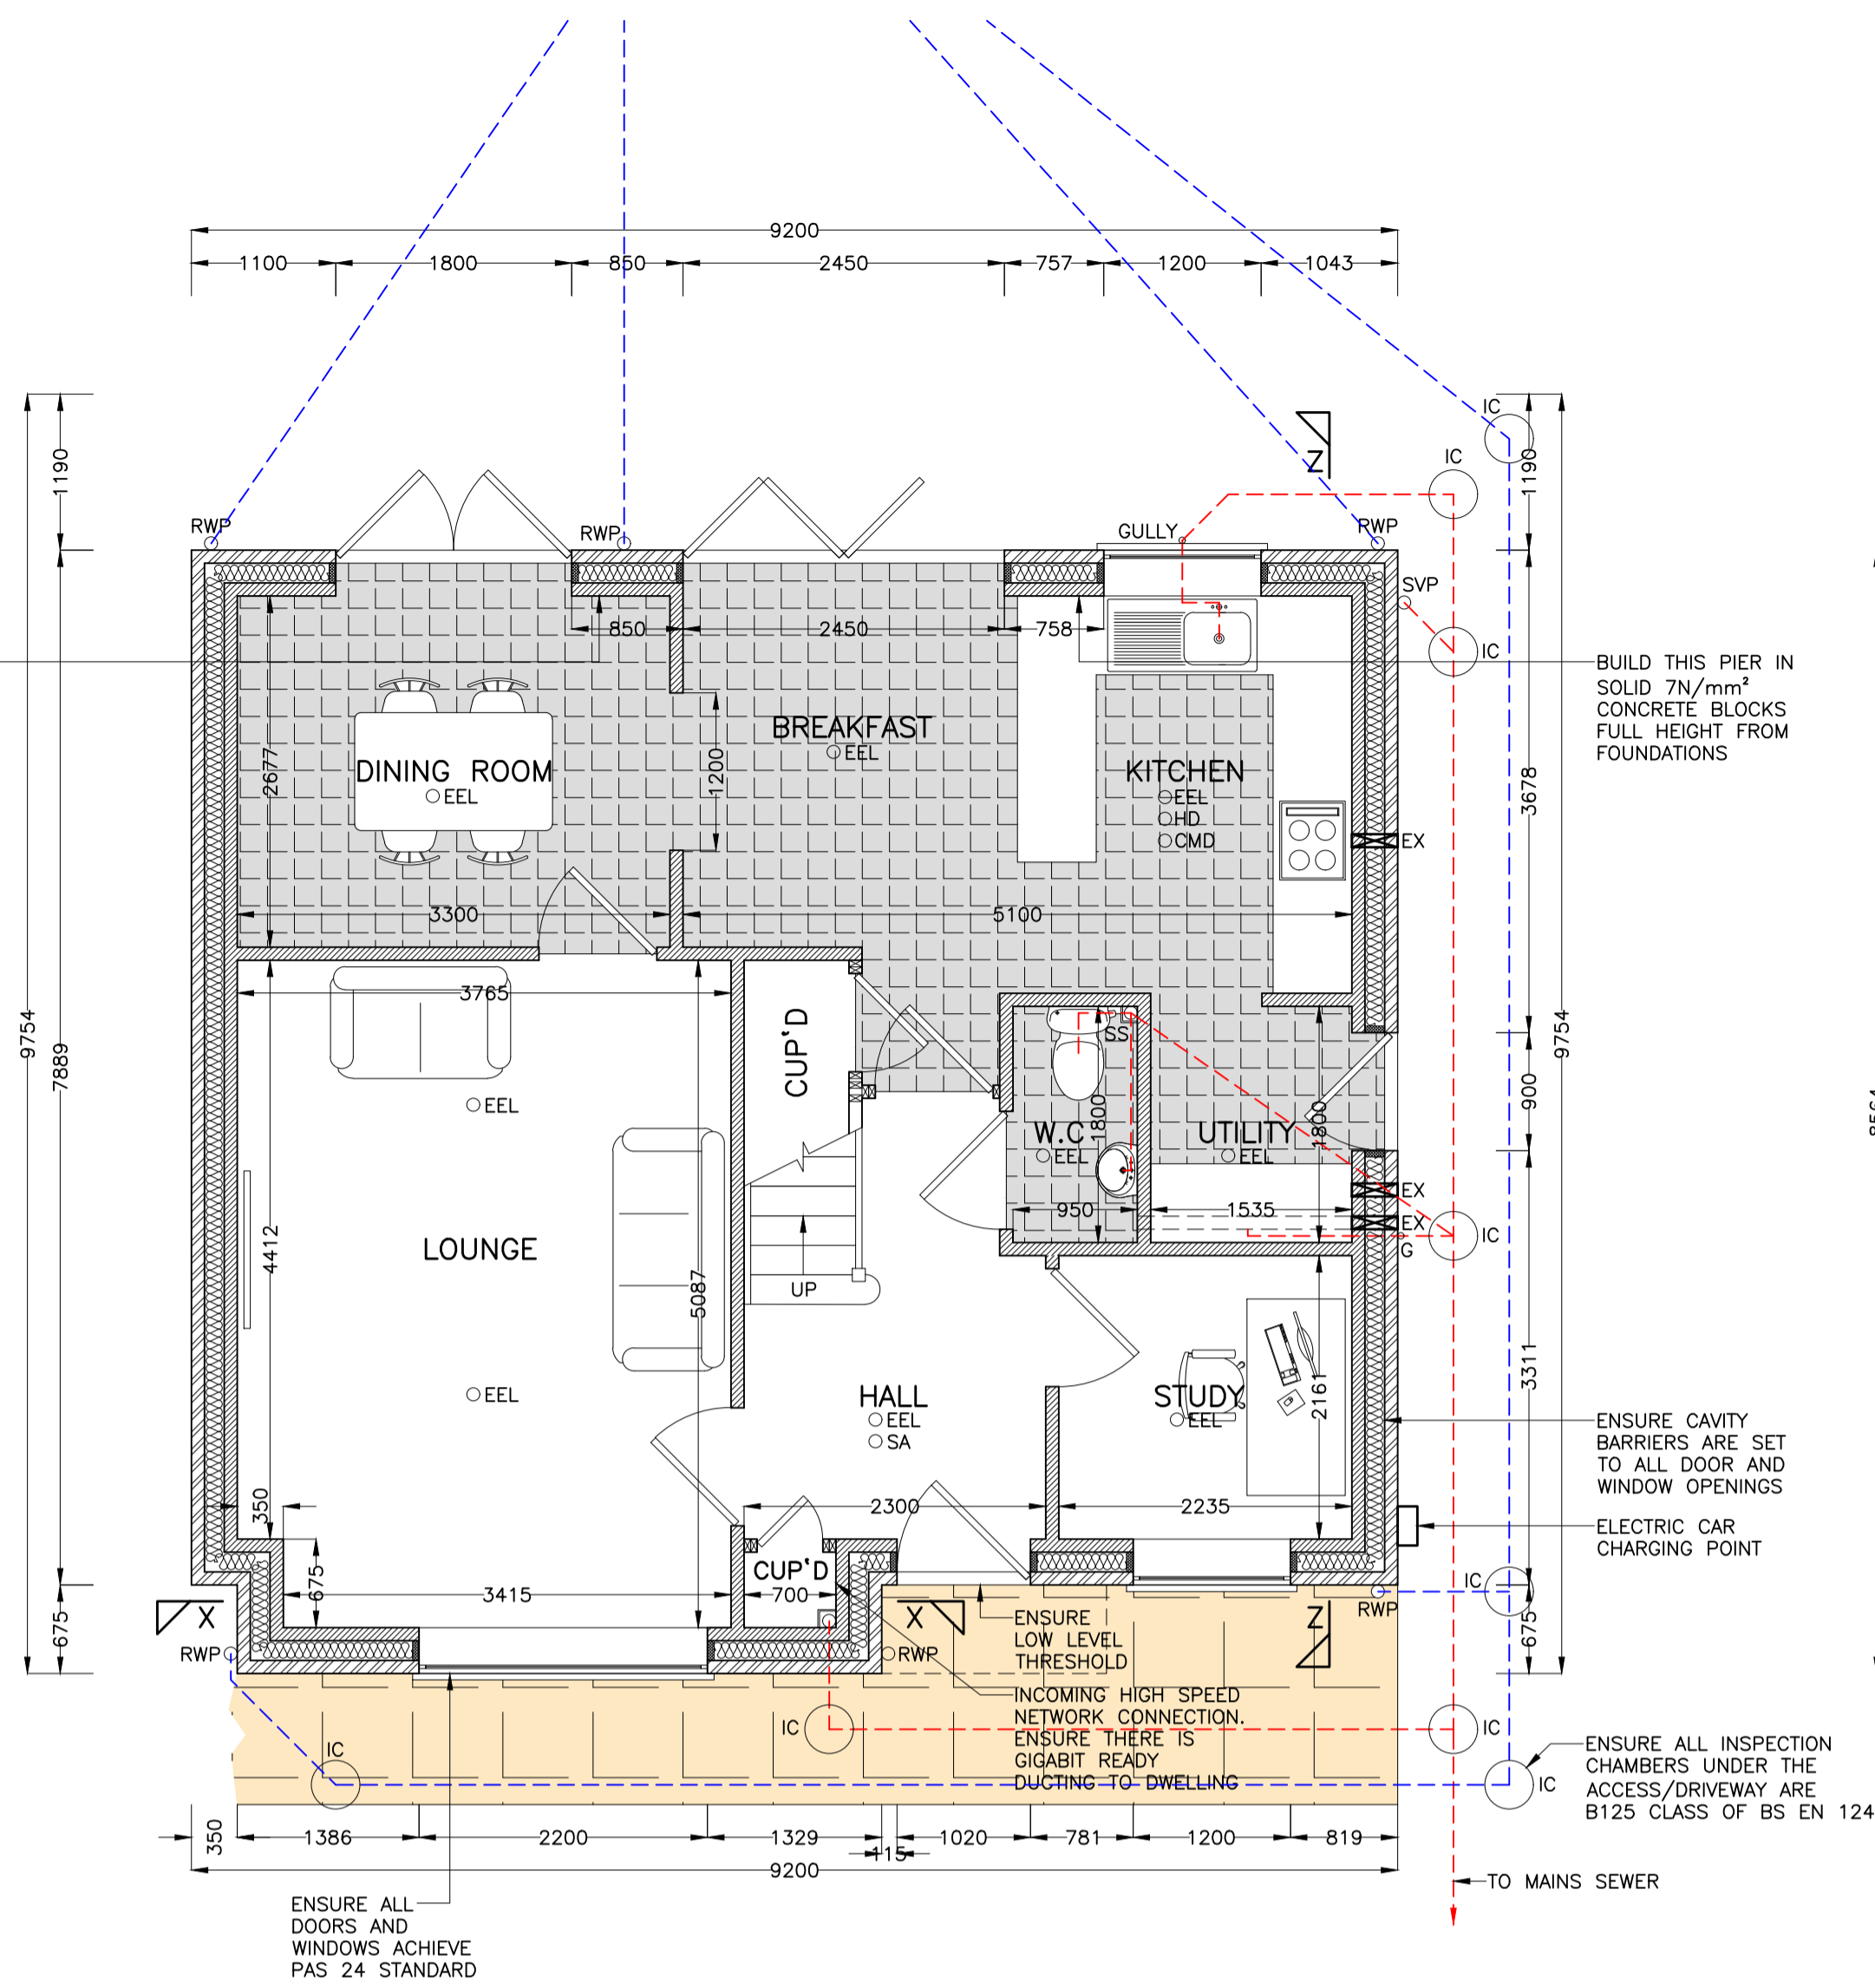 9200
1100 1800 850 2450 757 1200 1043
IC
1190
1190
Z
IC
RWP
RWP
GULLY
RWP
SVP
850 2450 758
IC
BUILD THIS PIER IN
SOLID 7N/mm²
CONCRETE BLOCKS
FULL HEIGHT FROM
FOUNDATIONS
BREAKFAST
EEL
DINING ROOM
EEL
2677
1200
KITCHEN
EEL
HD
CMD
3678
EX
3300
5100
3765
9754
7889
CUP'D
SS
9754
900
EEL
1800
1800
W.C
EEL
UTILITY
EEL
8564
EX
950
1535
EX
IC
G
4412
LOUNGE
5087
UP
3311
EEL
HALL
EEL
SA
STUDY
EEL
2161
ENSURE CAVITY
BARRIERS ARE SET
TO ALL DOOR AND
WINDOW OPENINGS
350
2300
2235
ELECTRIC CAR
CHARGING POINT
CUP'D
675
3415
700
IC
X
X
Z
RWP
675
675
RWP
RWP
ENSURE
LOW LEVEL
THRESHOLD
INCOMING HIGH SPEED
NETWORK CONNECTION.
ENSURE THERE IS
GIGABIT READY
DUCTING TO DWELLING
IC
IC
IC
IC
ENSURE ALL INSPECTION
CHAMBERS UNDER THE
ACCESS/DRIVEWAY ARE
B125 CLASS OF BS EN 124
350 1386 2200 1329 115 1020 781 1200 819
9200
TO MAINS SEWER
ENSURE ALL
DOORS AND
WINDOWS ACHIEVE
PAS 24 STANDARD